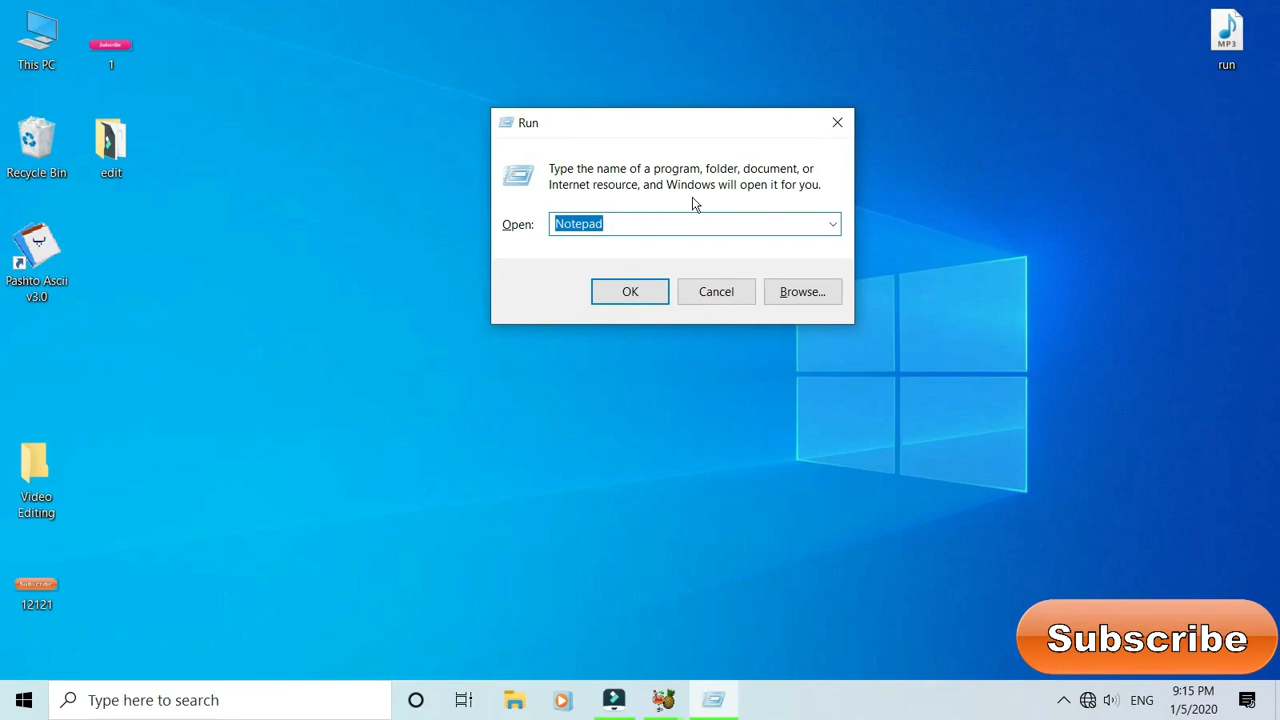 This PC
Subscribe
1
MP3
run
Recycle Bin
edit
Pashto Ascii
v3.0
Video
Editing
Subscribe
12121
Run
Type the name of a program, folder, document, or
Internet resource, and Windows will open it for you.
Open:
Notepad
OK
Cancel
Browse...
Subscribe
Type here to search
ENG
9:15 PM
1/5/2020